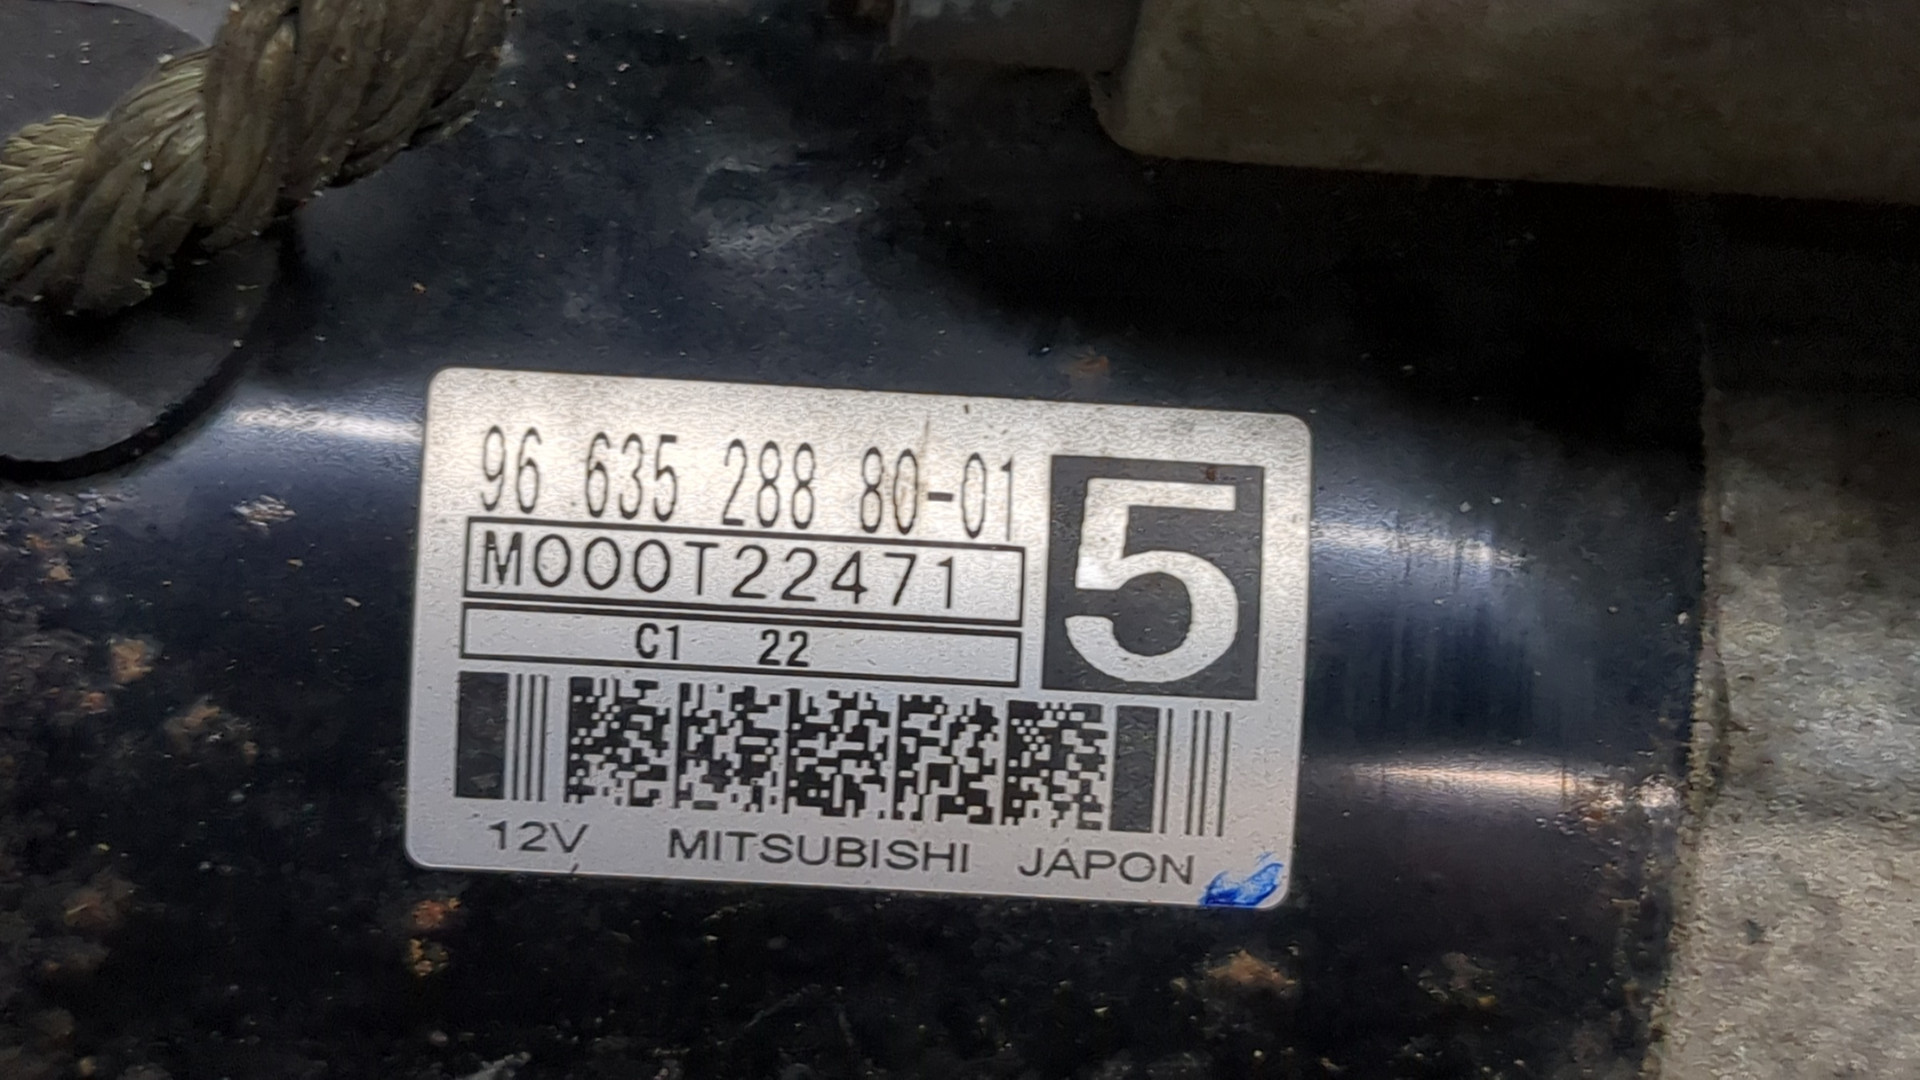 96 635 288 80-01
M000T22471
5
C1 22
12V MITSUBISHI JAPON